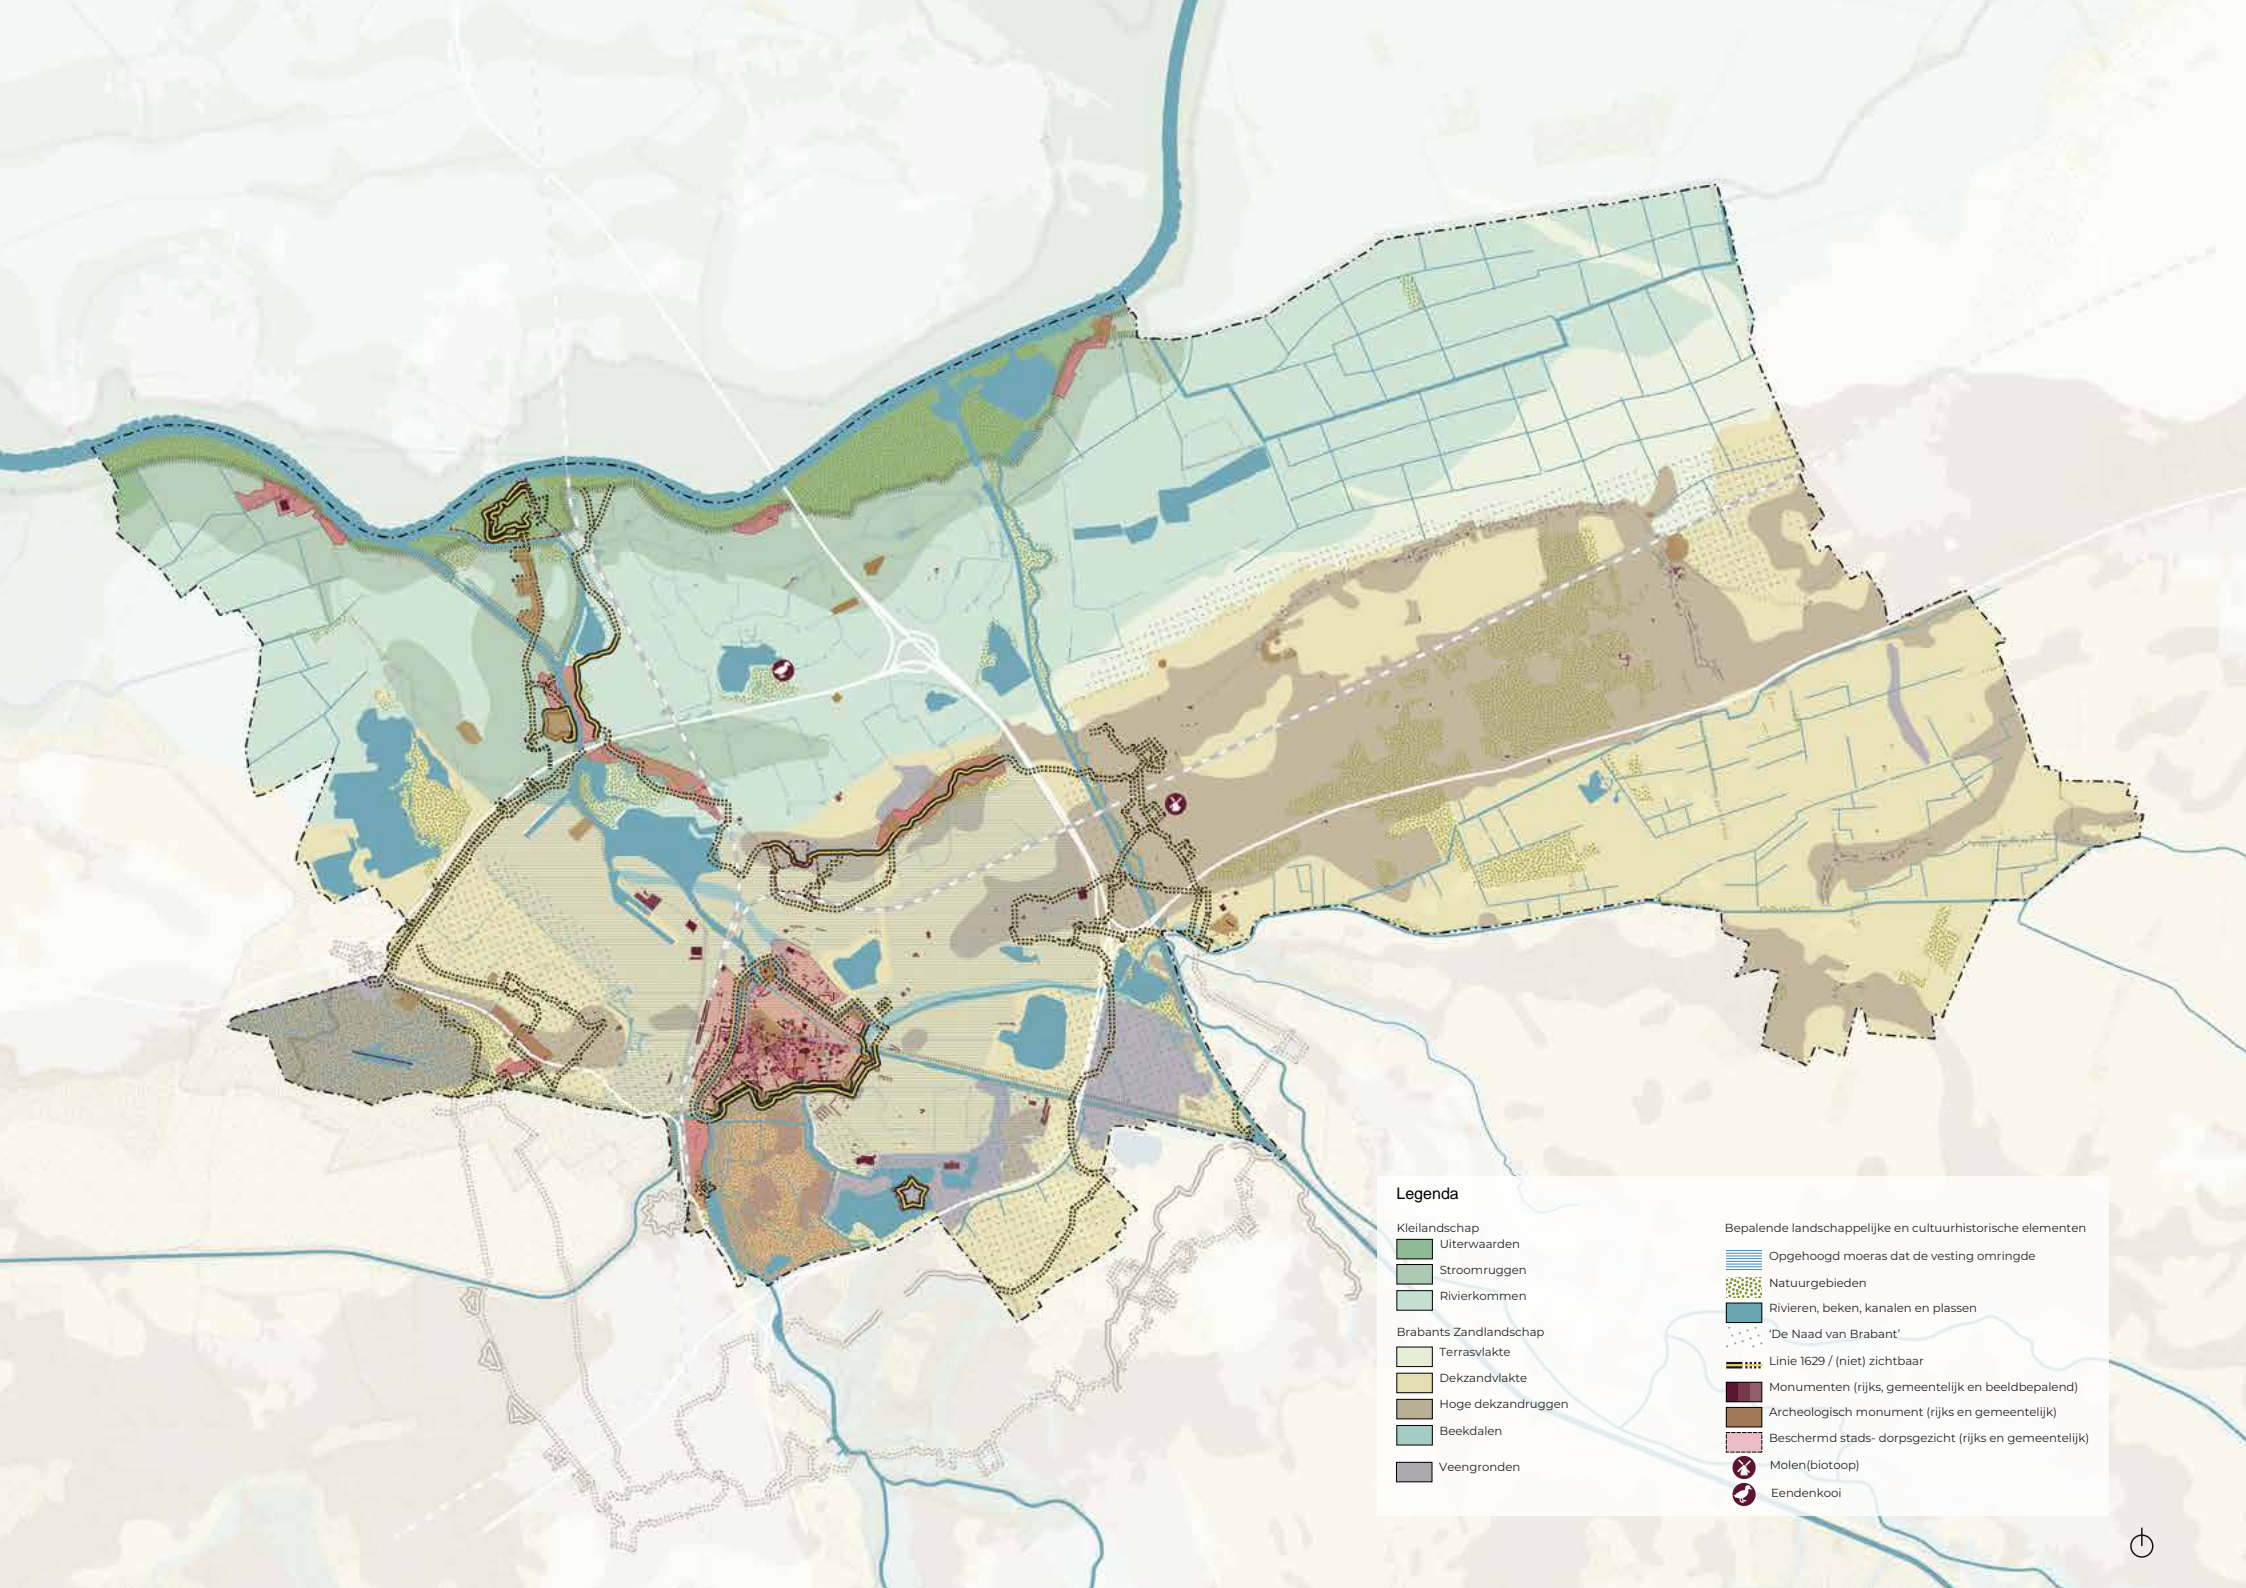 Legenda
Kleilandschap
Uiterwaarden
Stroomruggen
Rivierkommen
Brabants Zandlandschap
Terrasvlakte
Dekzandvlakte
Hoge dekzandruggen
Beekdalen
Veengronden
Bepalende landschappelijke en cultuurhistorische elementen
Opgehoogd moeras dat de vesting omringde
Natuurgebieden
Rivieren, beken, kanalen en plassen
'De Naad van Brabant'
Linie 1629 / (niet) zichtbaar
Monumenten (rijks, gemeentelijk en beeldbepalend)
Archeologisch monument (rijks en gemeentelijk)
Beschermd stads- dorpsgezicht (rijks en gemeentelijk)
Molen(biotoop)
Eendenkooi